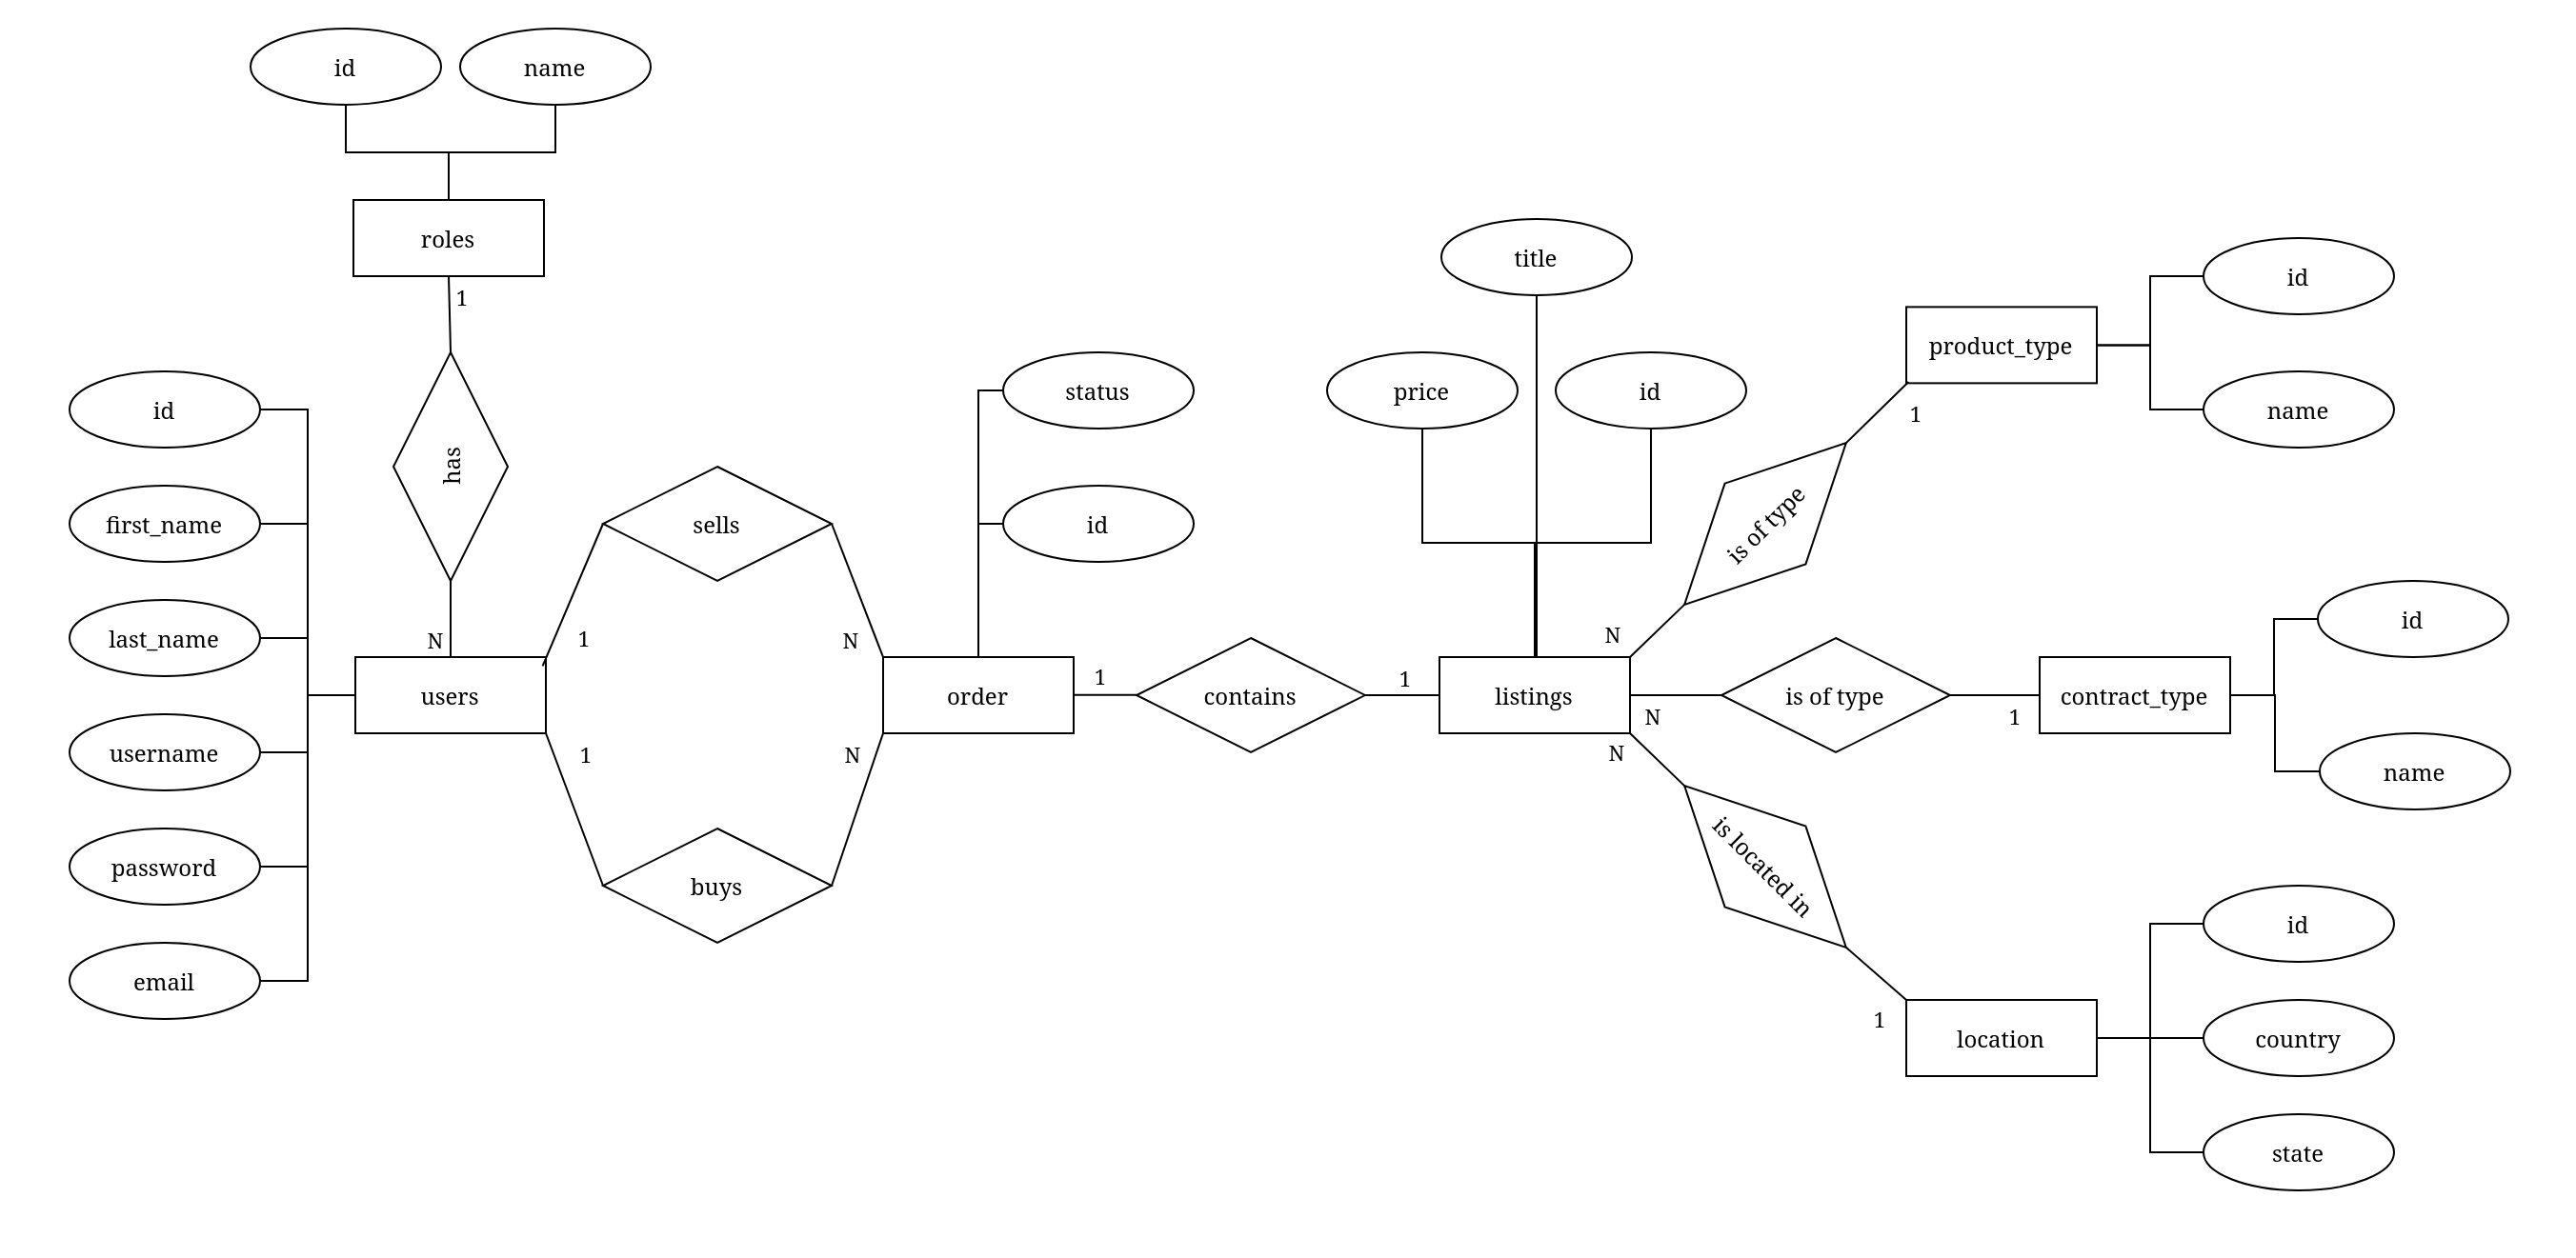 id
name
roles
1
has
N
id
first_name
last_name
username
password
email
users
1
sells
N
1
buys
N
status
id
order
1
contains
1
title
price
id
listings
N
is of type
1
product_type
id
name
N
is of type
1
contract_type
id
name
N
is located in
1
location
id
country
state